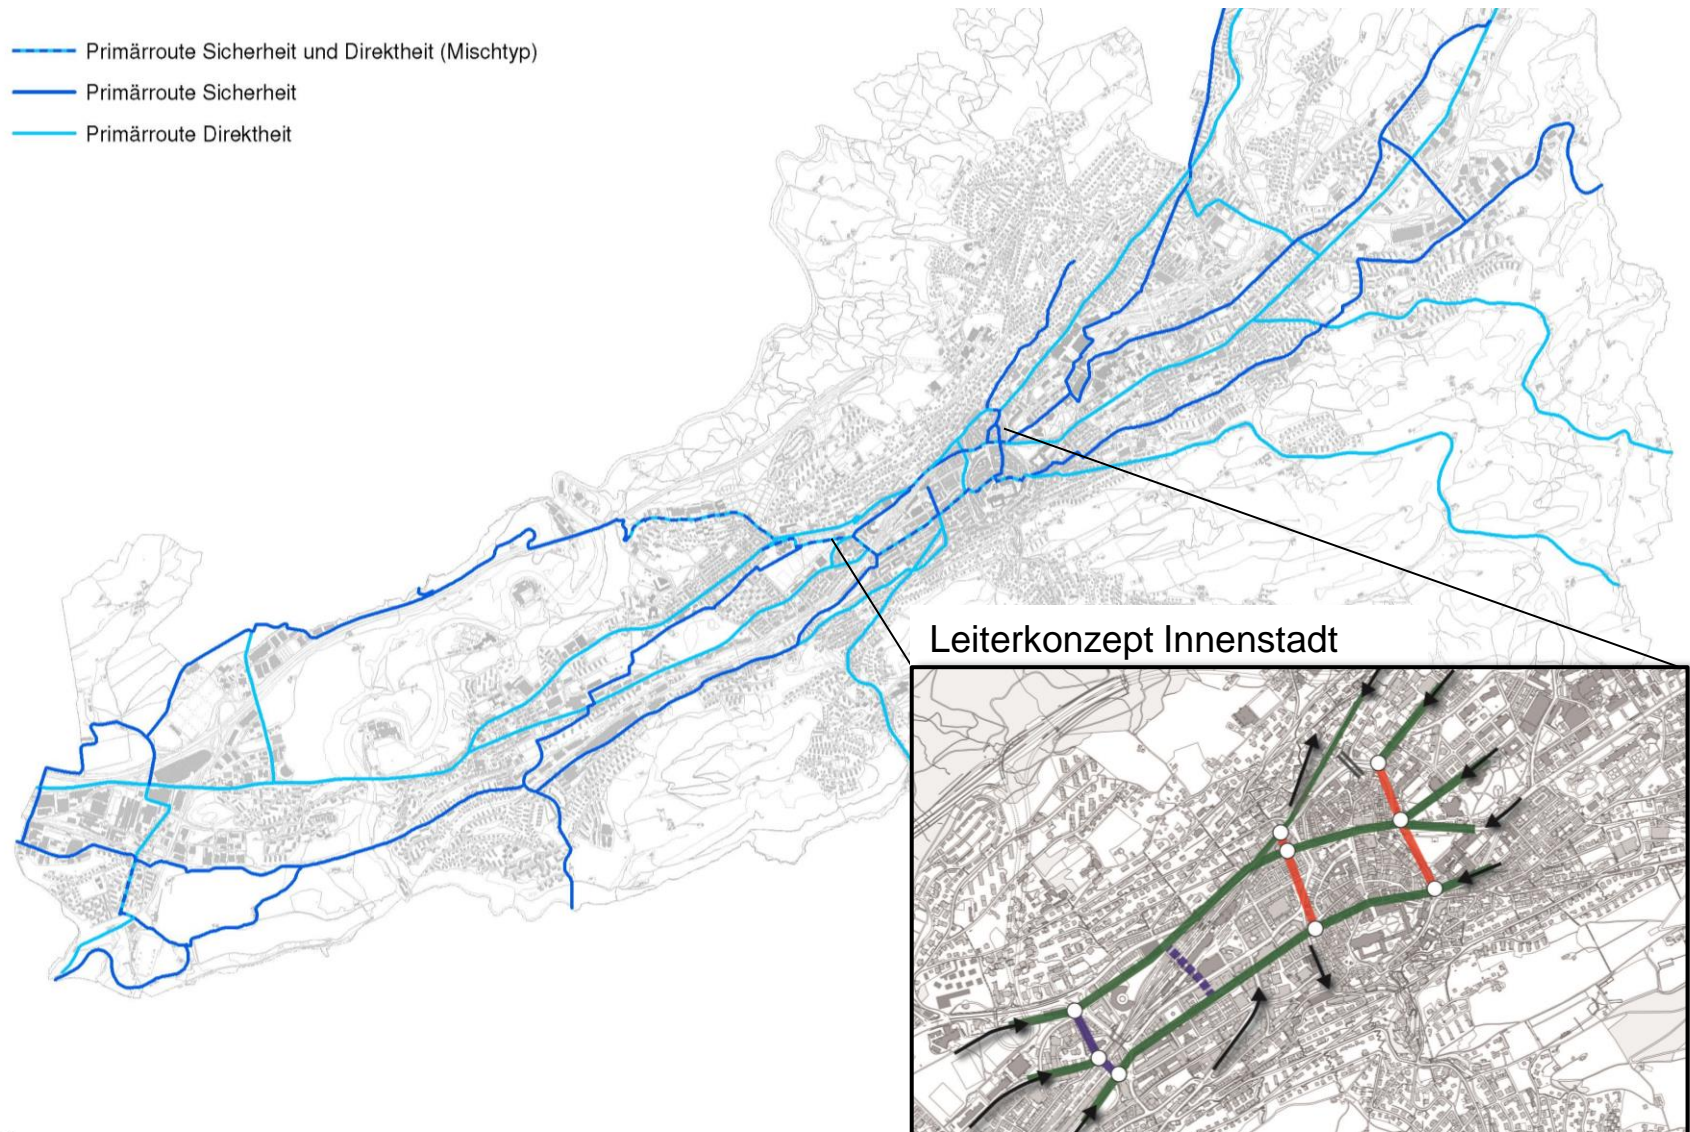 Primärroute Sicherheit und Direktheit (Mischtyp)
Primärroute Sicherheit
Primärroute Direktheit
Leiterkonzept Innenstadt